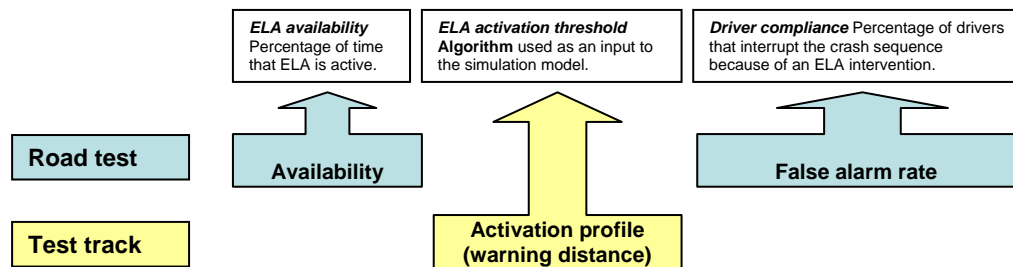 ELA availability
Percentage of time
that ELA is active.
ELA activation threshold
Algorithm used as an input to
the simulation model.
Driver compliance Percentage of drivers
that interrupt the crash sequence
because of an ELA intervention.
Road test
Availability
False alarm rate
Test track
Activation profile
(warning distance)